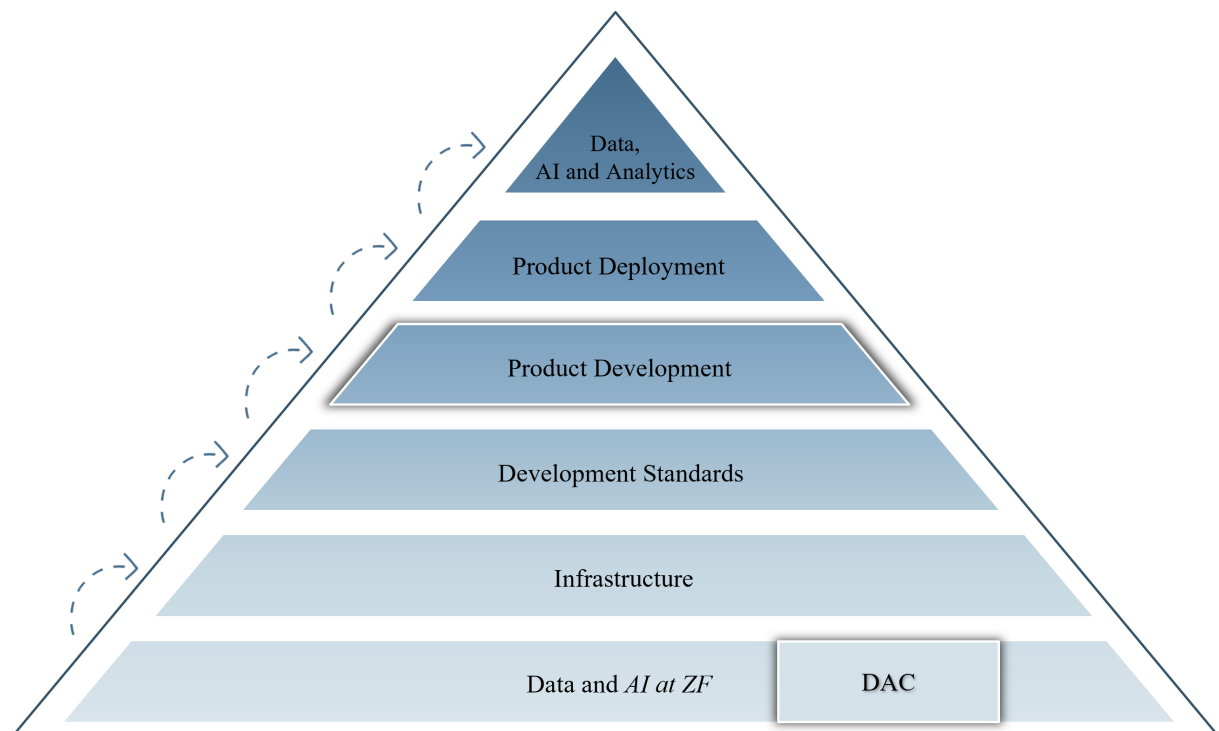 Data,
AI and Analytics
Product Deployment
Product Development
Development Standards
Infrastructure
Data and AI at ZF
DAC